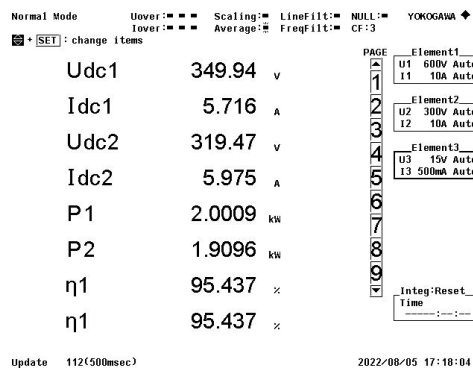 Normal Mode Uover: Scaling: LineFilt: NULL: YOKOGAWA
Iover: Average: FreqFilt: CF:3
+ SET : change items
PAGE
Udc1 349.94 V
Idc1 5.716 A
Udc2 319.47 V
Idc2 5.975 A
P1 2.0009 kW
P2 1.9096 kW
η1 95.437 %
η1 95.437 %
1
2
3
4
5
6
7
8
9
Element1
U1 600V Auto
I1 10A Auto
Element2
U2 300V Auto
I2 10A Auto
Element3
U3 15V Auto
I3 500mA Auto
Integ:Reset
Time
-----:--:--
Update 112(500msec) 2022/08/05 17:18:04